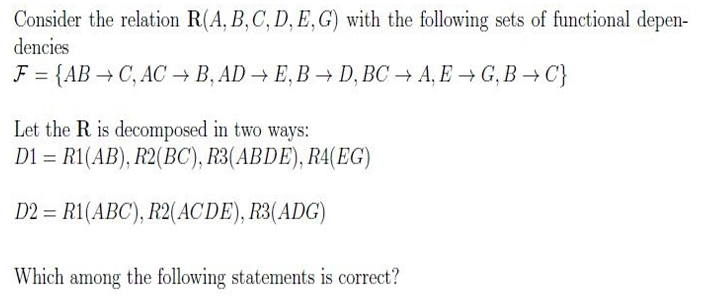 Consider the relation R(A, B, C, D, E, G) with the following sets of functional depen-
dencies
F = {AB → C, AC → B, AD → E, B → D, BC → A, E → G, B → C}
Let the R is decomposed in two ways:
D1 = R1(AB), R2(BC), R3(ABDE), R4(EG)
D2 = R1(ABC), R2(ACDE), R3(ADG)
Which among the following statements is correct?